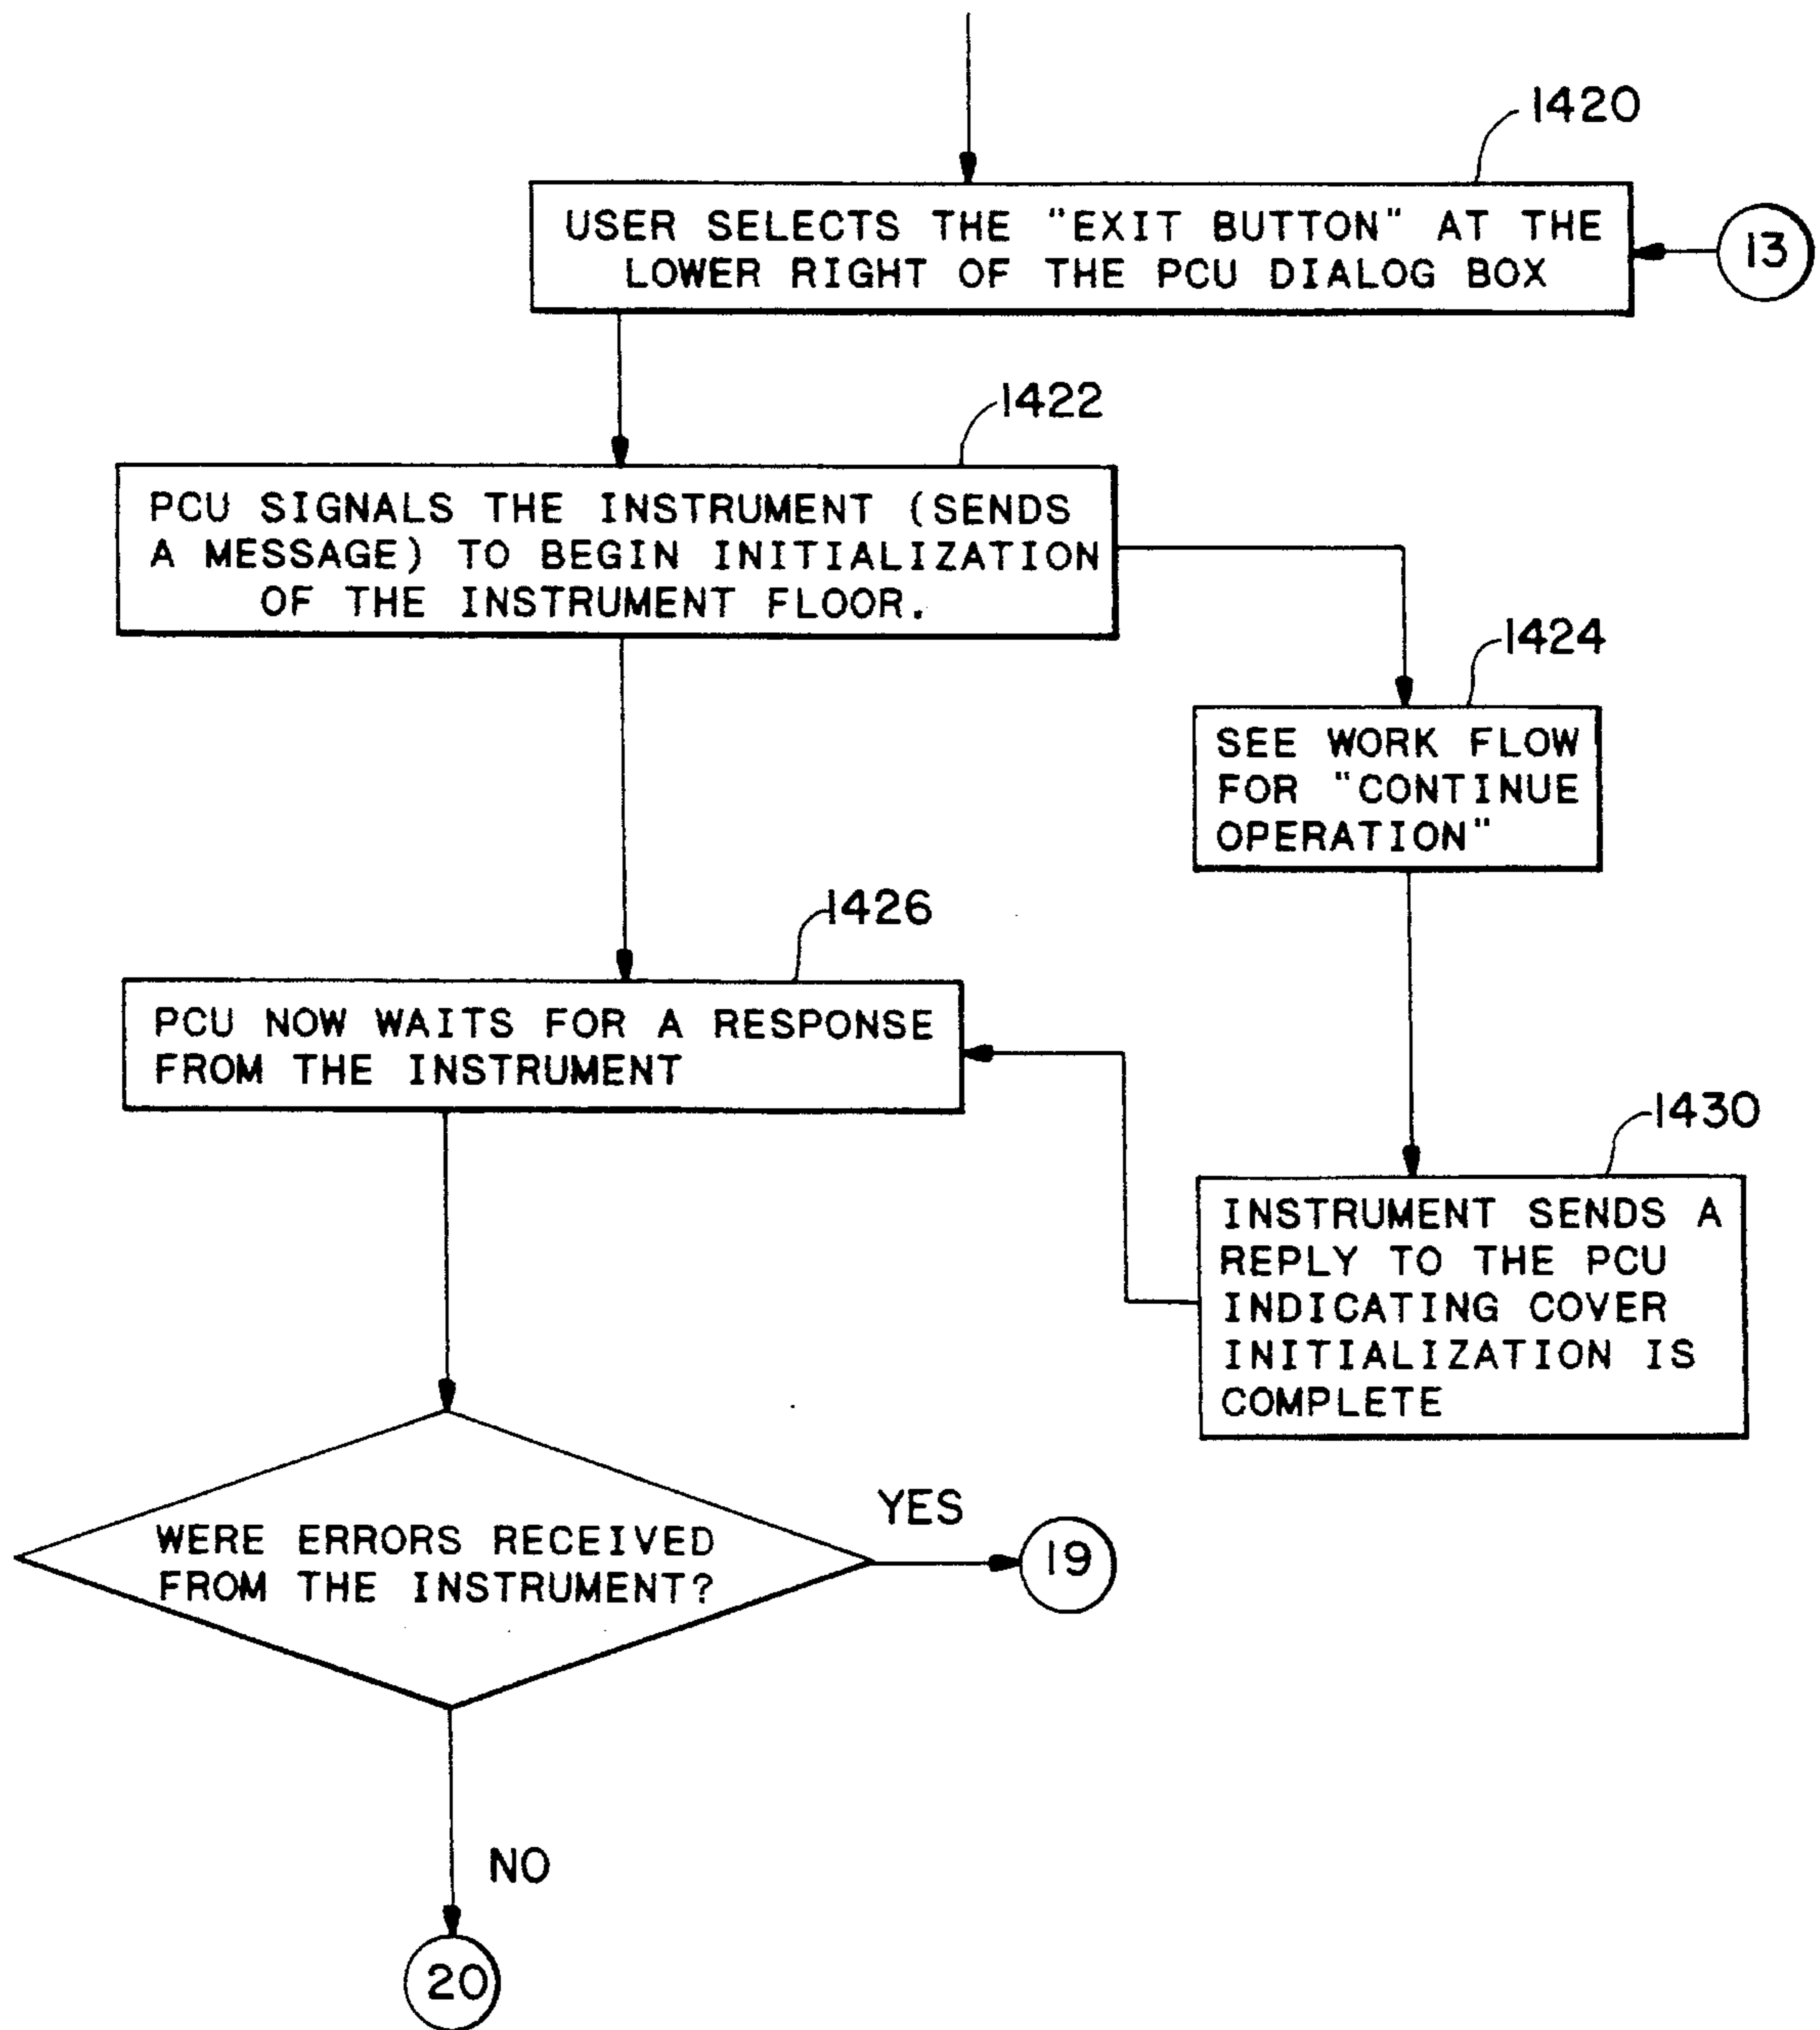 1420
USER SELECTS THE "EXIT BUTTON" AT THE
LOWER RIGHT OF THE PCU DIALOG BOX
13
1422
PCU SIGNALS THE INSTRUMENT (SENDS
A MESSAGE) TO BEGIN INITIALIZATION
OF THE INSTRUMENT FLOOR.
1424
SEE WORK FLOW
FOR "CONTINUE
OPERATION"
1426
PCU NOW WAITS FOR A RESPONSE
FROM THE INSTRUMENT
1430
INSTRUMENT SENDS A
REPLY TO THE PCU
INDICATING COVER
INITIALIZATION IS
COMPLETE
WERE ERRORS RECEIVED
FROM THE INSTRUMENT?
YES
19
NO
20